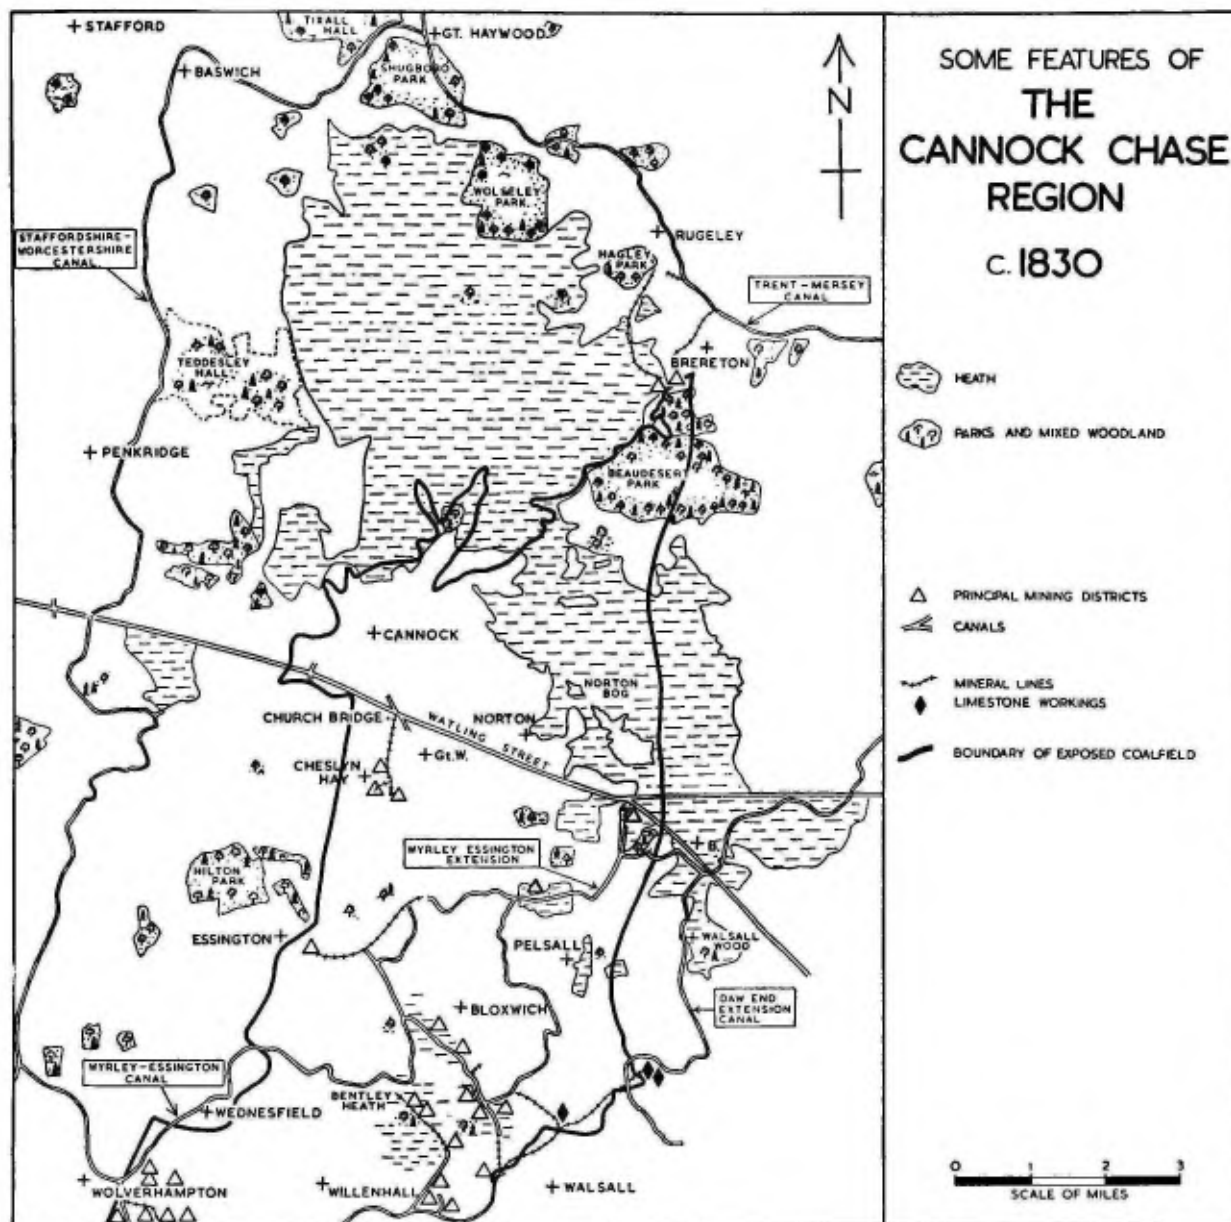 STAFFORD
TIXALL
HALL
GT. HAYWOOD
BASWICH
SHUGBORO
PARK
N
WOLSELEY
PARK.
STAFFORDSHIRE-
WORCESTERSHIRE
CANAL.
RUGELEY
HAGLEY
PARK
TRENT-MERSEY
CANAL
TEDDESLEY
HALL
BRERETON
PENKRIDGE
BEAUDESERT
PARK
CANNOCK
NORTON
BOG
CHURCH BRIDGE
WATLING STREET
NORTON
CHESLYN
HAY
Gt.W.
WYRLEY ESSINGTON
EXTENSION
B.
HILTON
PARK
ESSINGTON
PELSALL
WALSALL
WOOD
BLOXWICH
DAW END
EXTENSION
CANAL
WYRLEY-ESSINGTON
CANAL
BENTLEY
HEATH
WEDNESFIELD
WOLVERHAMPTON
WILLENHALL
WALSALL
SOME FEATURES OF
THE
CANNOCK CHASE
REGION
C. 1830
HEATH
PARKS AND MIXED WOODLAND
PRINCIPAL MINING DISTRICTS
CANALS
MINERAL LINES
LIMESTONE WORKINGS
BOUNDARY OF EXPOSED COALFIELD
0 1 2 3
SCALE OF MILES